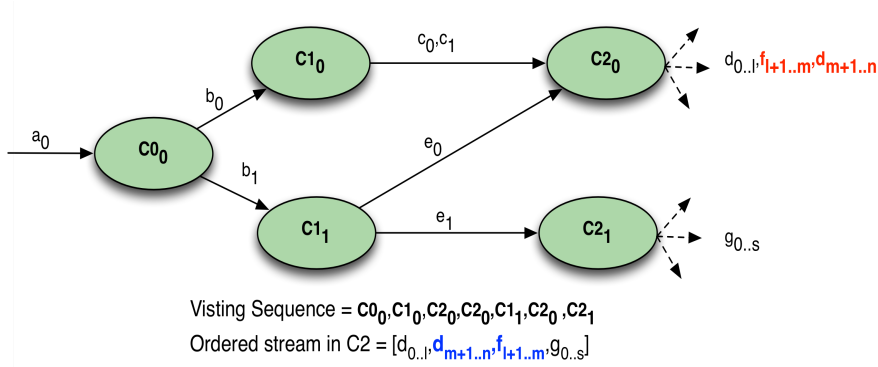 c0,c1
C10
C20
d0..l,fl+1..m,dm+1..n
b0
a0
C00
e0
b1
C11
e1
C21
g0..s
Visting Sequence = C00,C10,C20,C20,C11,C20 ,C21
Ordered stream in C2 = [d0..l,dm+1..n,fl+1..m,g0..s]